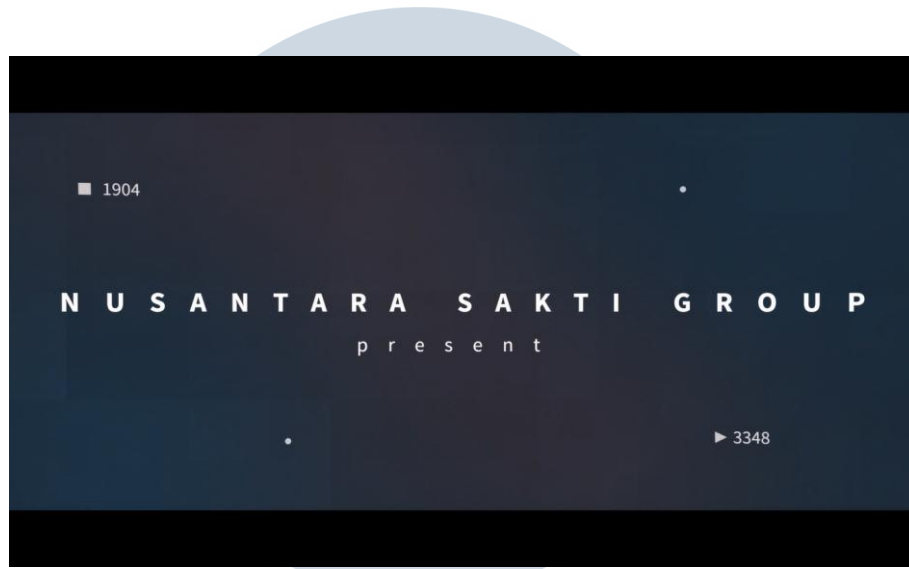 ■ 1904
NUSANTARA SAKTI GROUP
present
▶ 3348